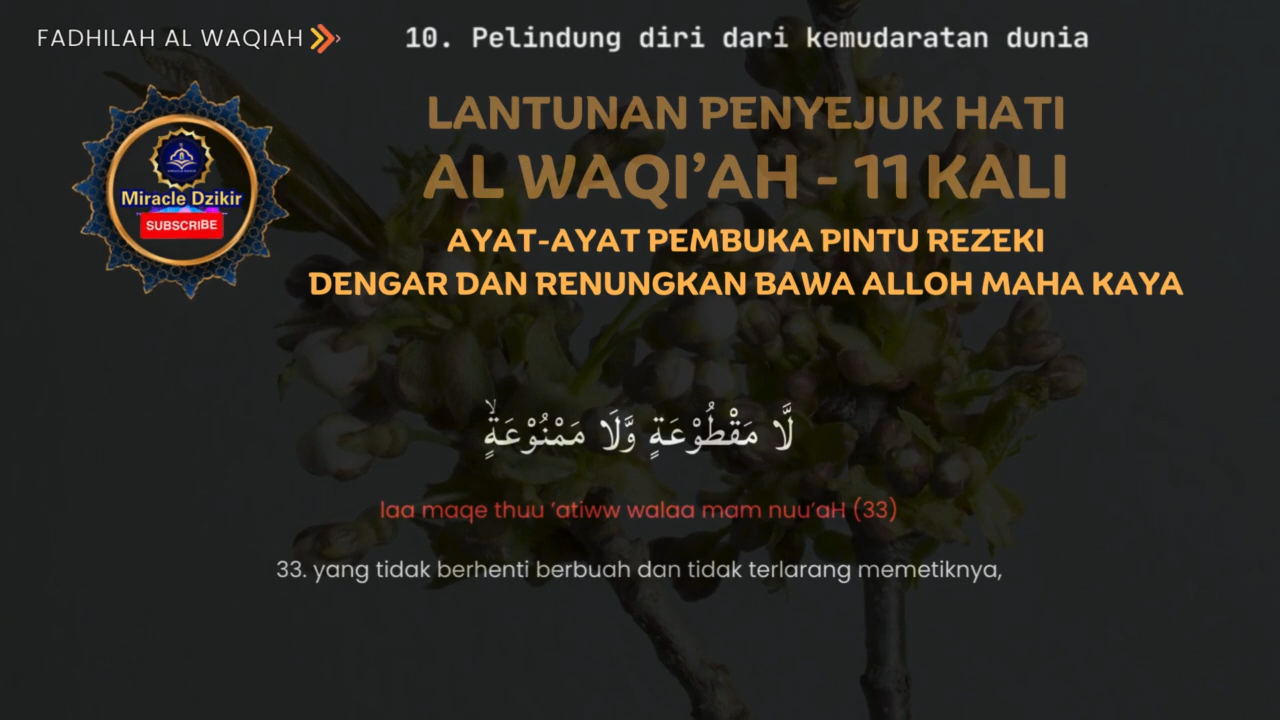 FADHILAH AL WAQIAH
10. Pelindung diri dari kemudaratan dunia
LANTUNAN PENYEJUK HATI
AL WAQI’AH - 11 KALI
AYAT-AYAT PEMBUKA PINTU REZEKI
DENGAR DAN RENUNGKAN BAWA ALLOH MAHA KAYA
Miracle Dzikir
SUBSCRIBE
لَّا مَقْطُوْعَةٍ وَّلَا مَمْنُوْعَةٍۙ
laa maqe thuu ’atiww walaa mam nuu’aH (33)
33. yang tidak berhenti berbuah dan tidak terlarang memetiknya,